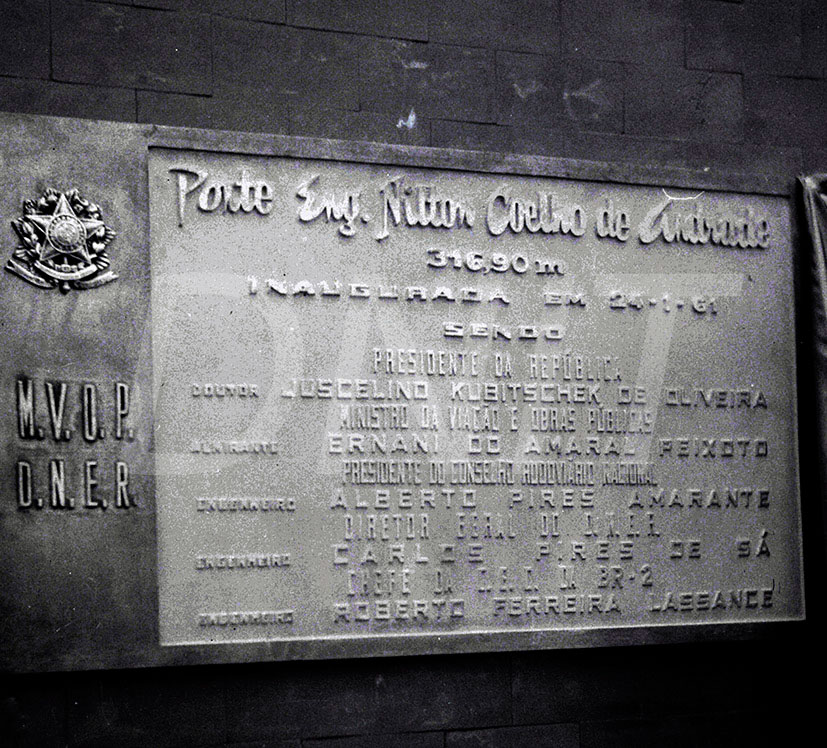 Ponte Eng. Nilton Coelho de Andrade
316,90 m
INAUGURADA EM 24-1-61
SENDO
PRESIDENTE DA REPÚBLICA
DOUTOR JUSCELINO KUBITSCHEK DE OLIVEIRA
MINISTRO DA VIAÇÃO E OBRAS PÚBLICAS
ALMIRANTE ERNANI DO AMARAL PEIXOTO
PRESIDENTE DO CONSELHO RODOVIÁRIO NACIONAL
ENGENHEIRO ALBERTO PIRES AMARANTE
DIRETOR GERAL DO D.N.E.R.
ENGENHEIRO CARLOS PIRES DE SÁ
CHEFE DA DA BR-2
ENGENHEIRO ROBERTO FERREIRA LASSANCE
M.V.O.P.
D.N.E.R.
DNIT